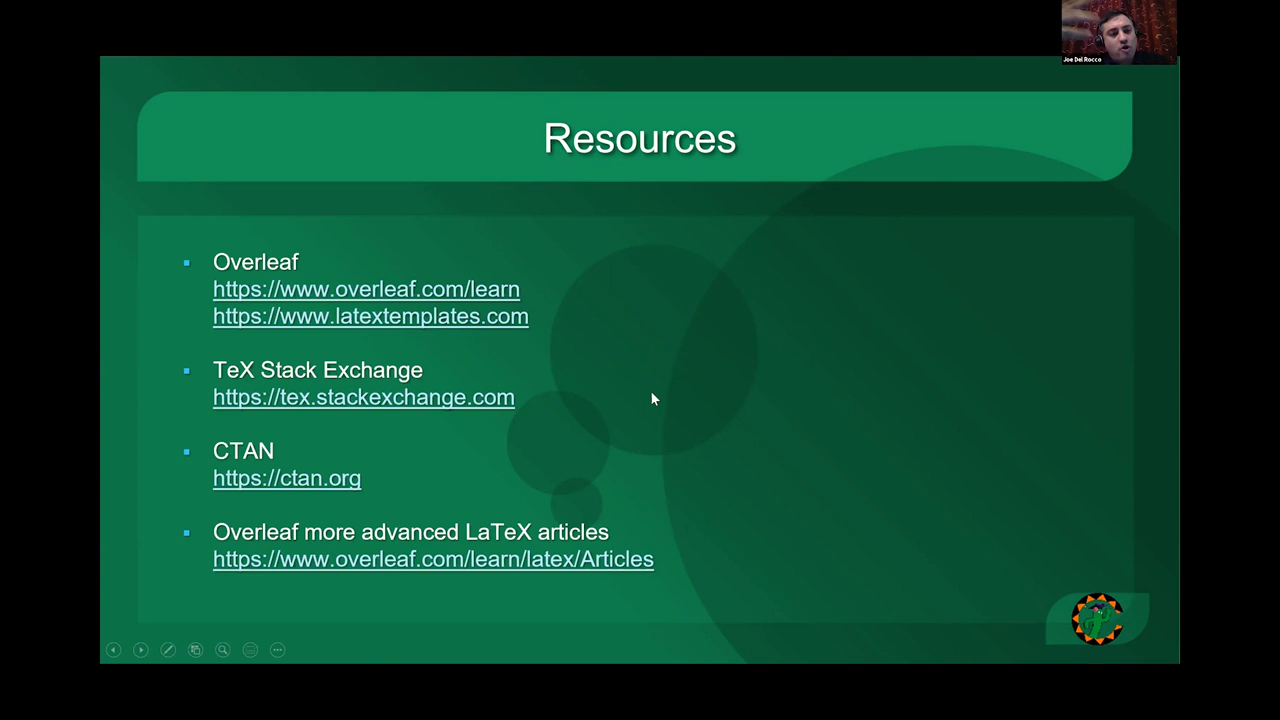 Joe Del Rocco
Resources
Overleaf
https://www.overleaf.com/learn
https://www.latextemplates.com
TeX Stack Exchange
https://tex.stackexchange.com
CTAN
https://ctan.org
Overleaf more advanced LaTeX articles
https://www.overleaf.com/learn/latex/Articles